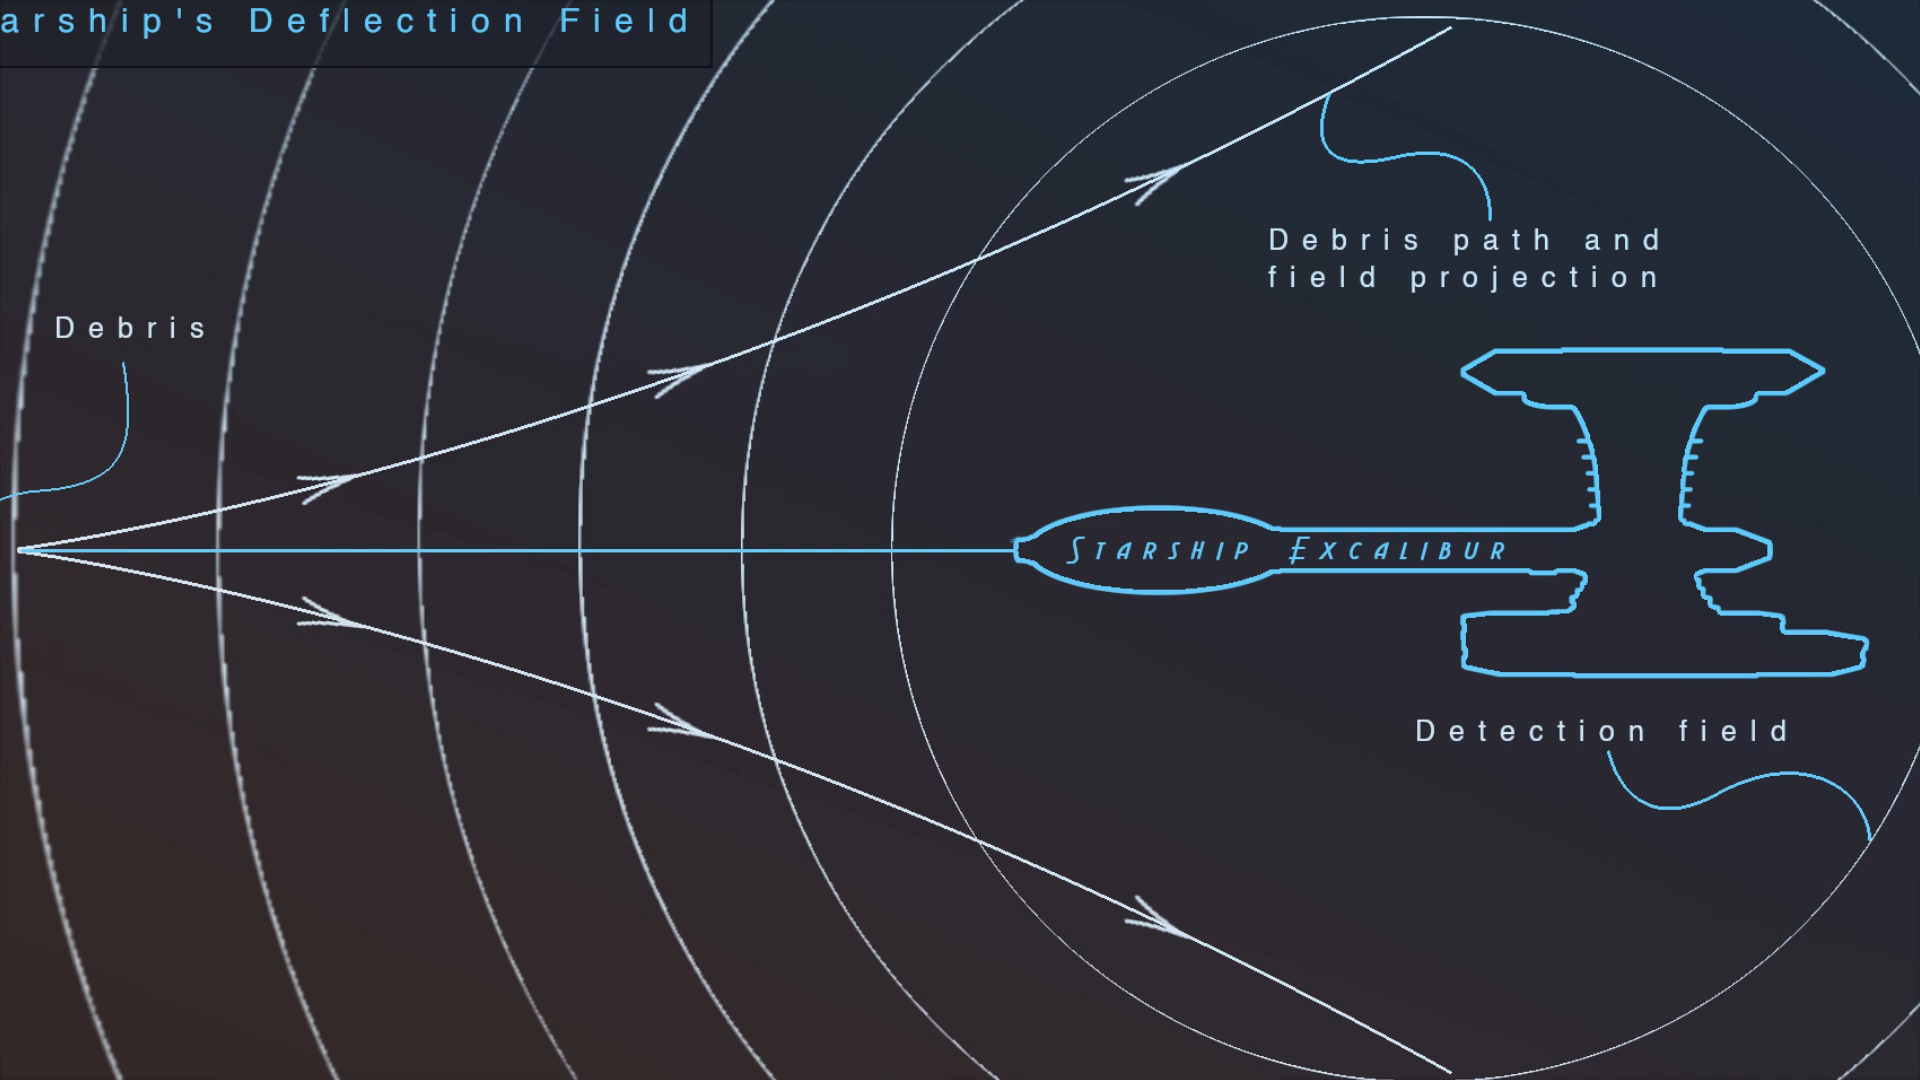 arship's Deflection Field
Debris path and
field projection
Debris
Starship Excalibur
Detection field